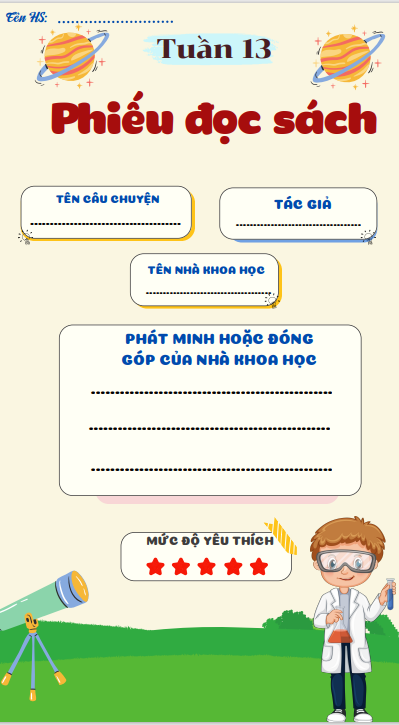 Tên HS: ........................
Tuần 13
Phiếu đọc sách
TÊN CÂU CHUYỆN
TÁC GIẢ
TÊN NHÀ KHOA HỌC
PHÁT MINH HOẶC ĐÓNG
GÓP CỦA NHÀ KHOA HỌC
MỨC ĐỘ YÊU THÍCH